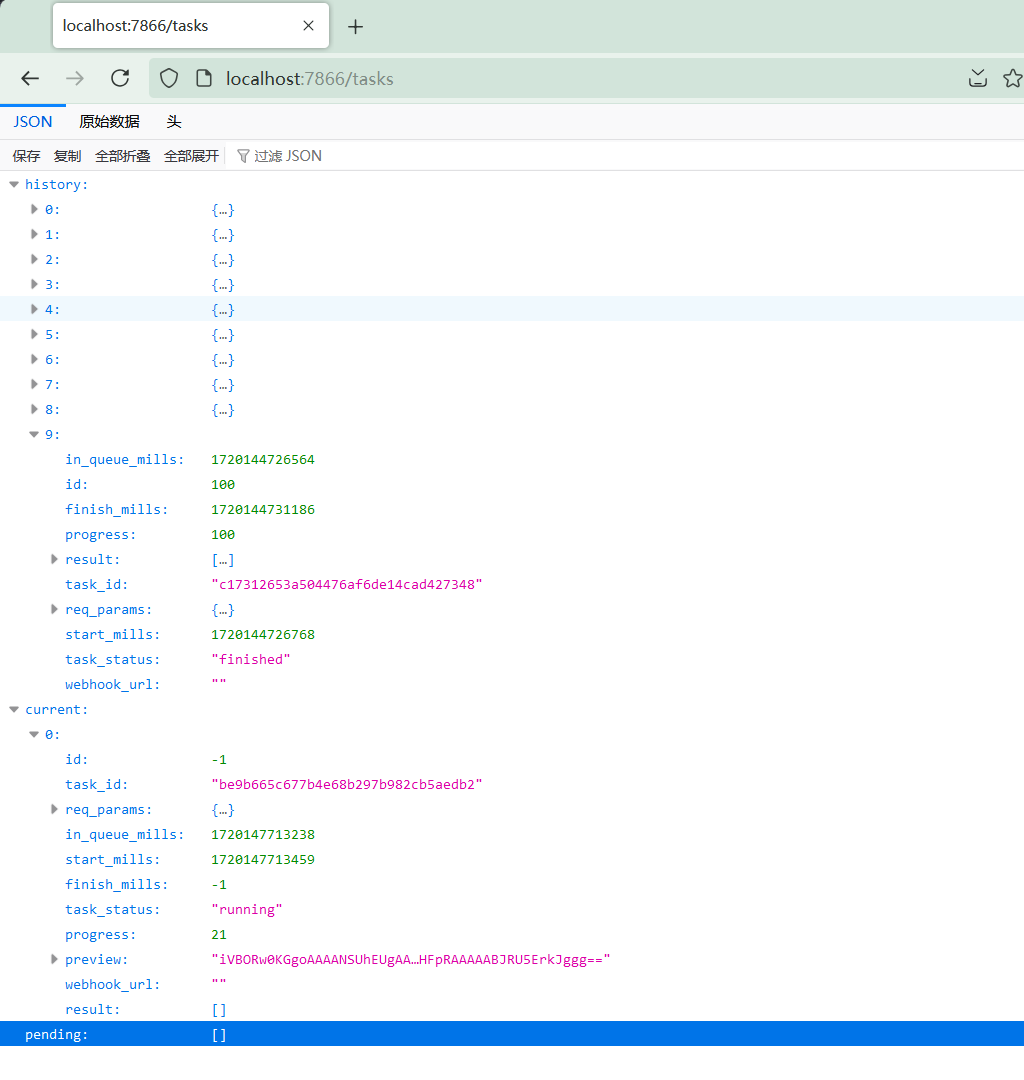 localhost:7866/tasks
localhost:7866/tasks
JSON 原始数据 头
保存 复制 全部折叠 全部展开 过滤 JSON
history:
0: {…}
1: {…}
2: {…}
3: {…}
4: {…}
5: {…}
6: {…}
7: {…}
8: {…}
9:
in_queue_mills: 1720144726564
id: 100
finish_mills: 1720144731186
progress: 100
result: […]
task_id: "c17312653a504476af6de14cad427348"
req_params: {…}
start_mills: 1720144726768
task_status: "finished"
webhook_url: ""
current:
0:
id: -1
task_id: "be9b665c677b4e68b297b982cb5aedb2"
req_params: {…}
in_queue_mills: 1720147713238
start_mills: 1720147713459
finish_mills: -1
task_status: "running"
progress: 21
preview: "iVBORw0KGgoAAAANSUhEUgAA…HFpRAAAAABJRU5ErkJggg=="
webhook_url: ""
result: []
pending: []